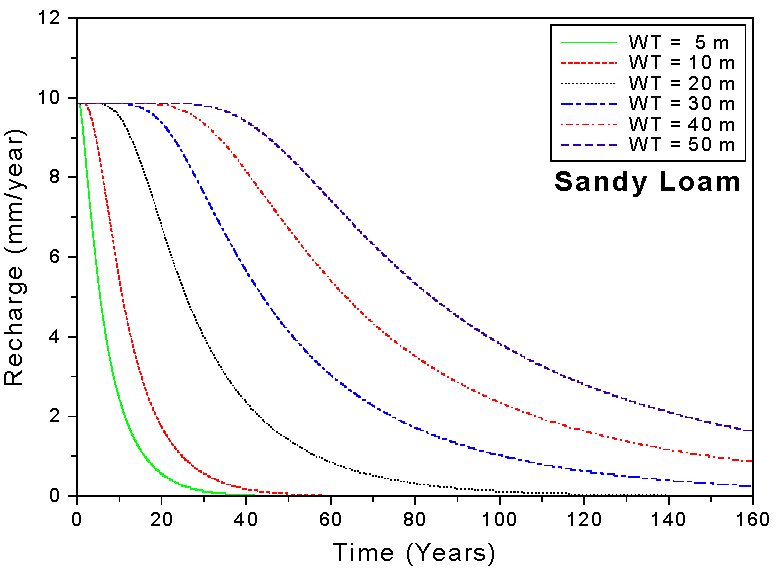 12
10
8
6
4
2
0
Recharge (mm/year)
WT = 5 m
WT = 10 m
WT = 20 m
WT = 30 m
WT = 40 m
WT = 50 m
Sandy Loam
0 20 40 60 80 100 120 140 160
Time (Years)